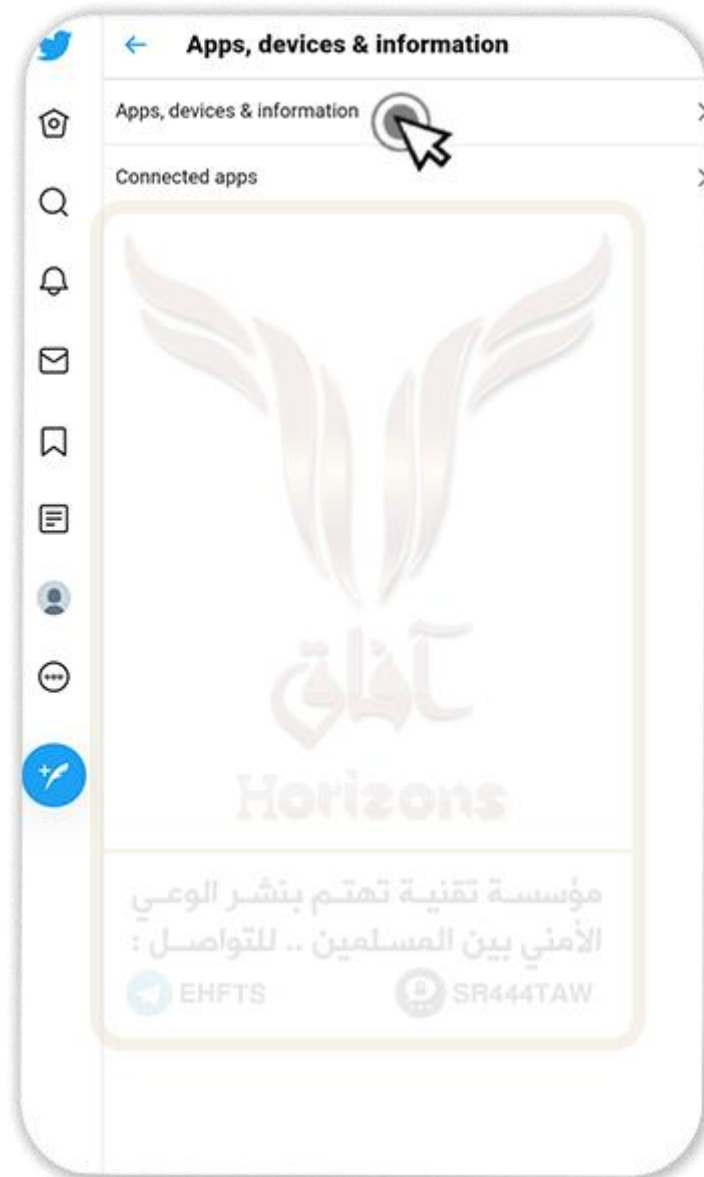 Apps, devices & information
Apps, devices & information
Connected apps
آفاق
Horizons
مؤسسة تقنية تهتم بنشر الوعي
الأمني بين المسلمين .. للتواصل :
EHFTS
SR444TAW